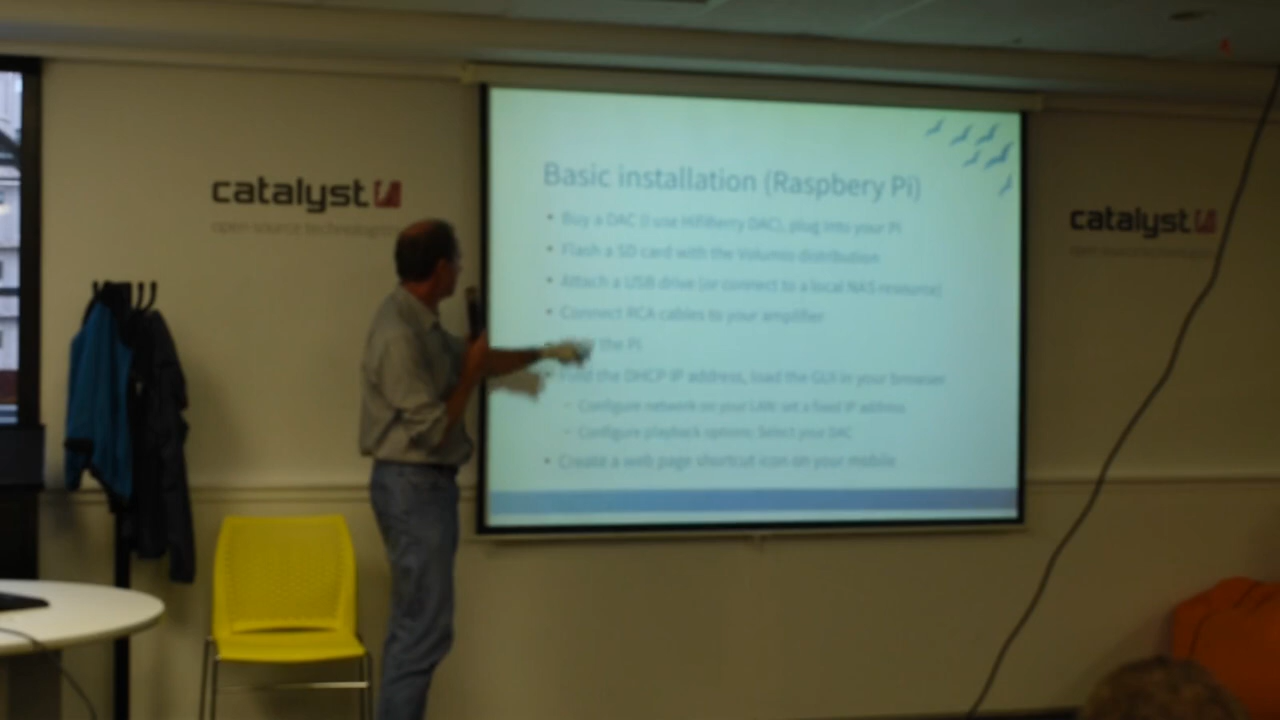 catalyst
open source technologists
Basic installation (Raspbery Pi)
• Buy a DAC (I use HifiBerry DAC), plug into your Pi
• Flash a SD card with the Volumio distribution
• Attach a USB drive (or connect to a local NAS resource)
• Connect RCA cables to your amplifier
the Pi
the DHCP IP address, load the GUI in your browser
– Configure network on your LAN: set a fixed IP address
– Configure playback options: Select your DAC
• Create a web page shortcut icon on your mobile
catalyst